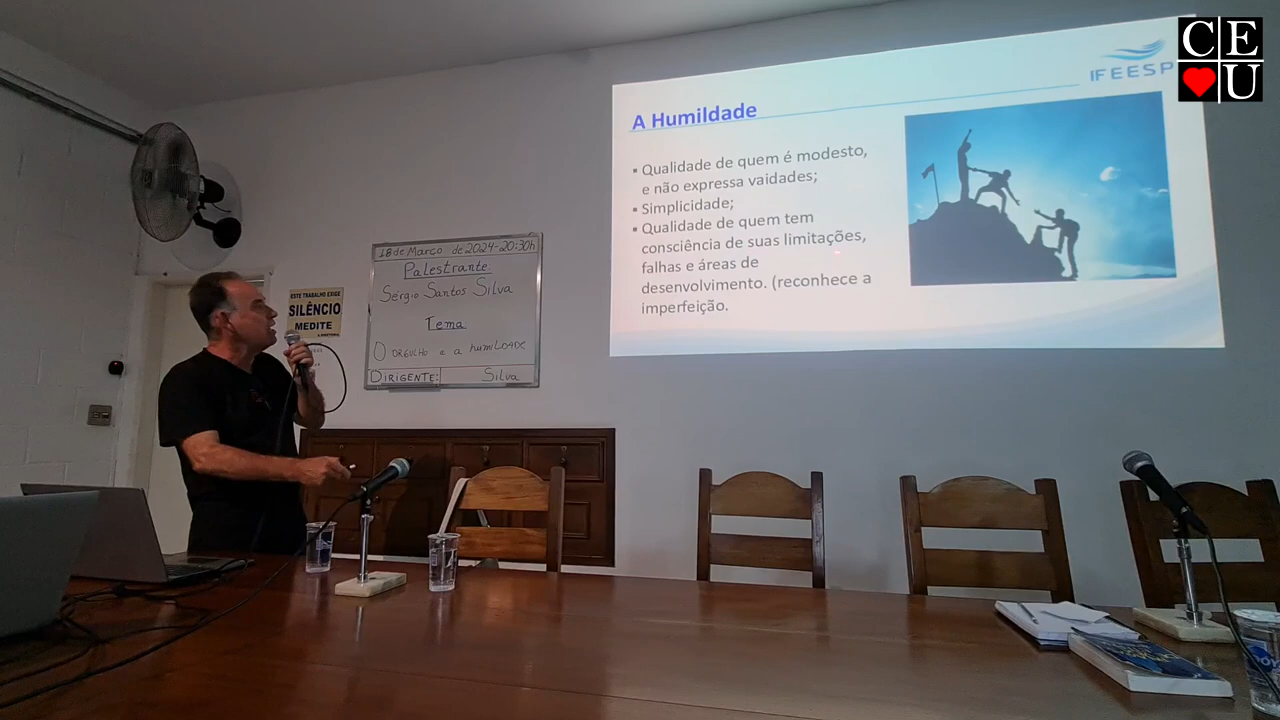 CE
U
IFEESP
A Humildade
▪ Qualidade de quem é modesto,
e não expressa vaidades;
▪ Simplicidade;
▪ Qualidade de quem tem
consciência de suas limitações,
falhas e áreas de
desenvolvimento. (reconhece a
imperfeição.
18 de Março de 2024-20:30h
Palestrante
Sérgio Santos Silva
Tema
O ORGULHO e a humiLDADE
DIRIGENTE: Silva
ESTE TRABALHO EXIGE
SILÊNCIO
MEDITE